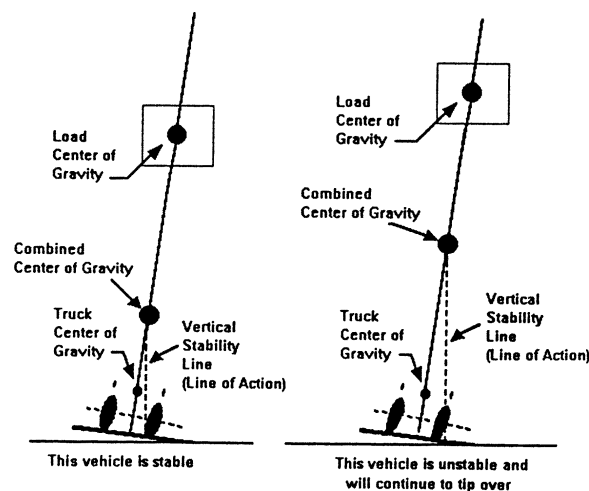 Load
Center of
Gravity
Combined
Center of Gravity
Truck
Center of
Gravity
Vertical
Stability
Line
(Line of Action)
This vehicle is stable
Load
Center of
Gravity
Combined
Center of Gravity
Truck
Center of
Gravity
Vertical
Stability
Line
(Line of Action)
This vehicle is unstable and
will continue to tip over